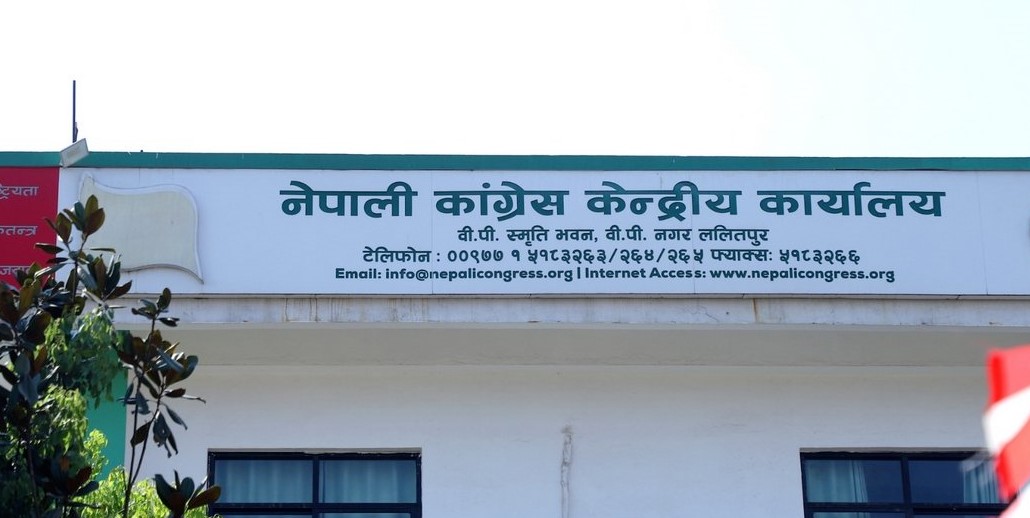 नेपाली कांग्रेस केन्द्रीय कार्यालय
वी.पी. स्मृति भवन, वी.पी. नगर ललितपुर
टेलिफोन : ००९७७ १ ५१८३२६३/२६४/२६५ फ्याक्स: ५१८३२६६
Email: info@nepalicongress.org | Internet Access: www.nepalicongress.org